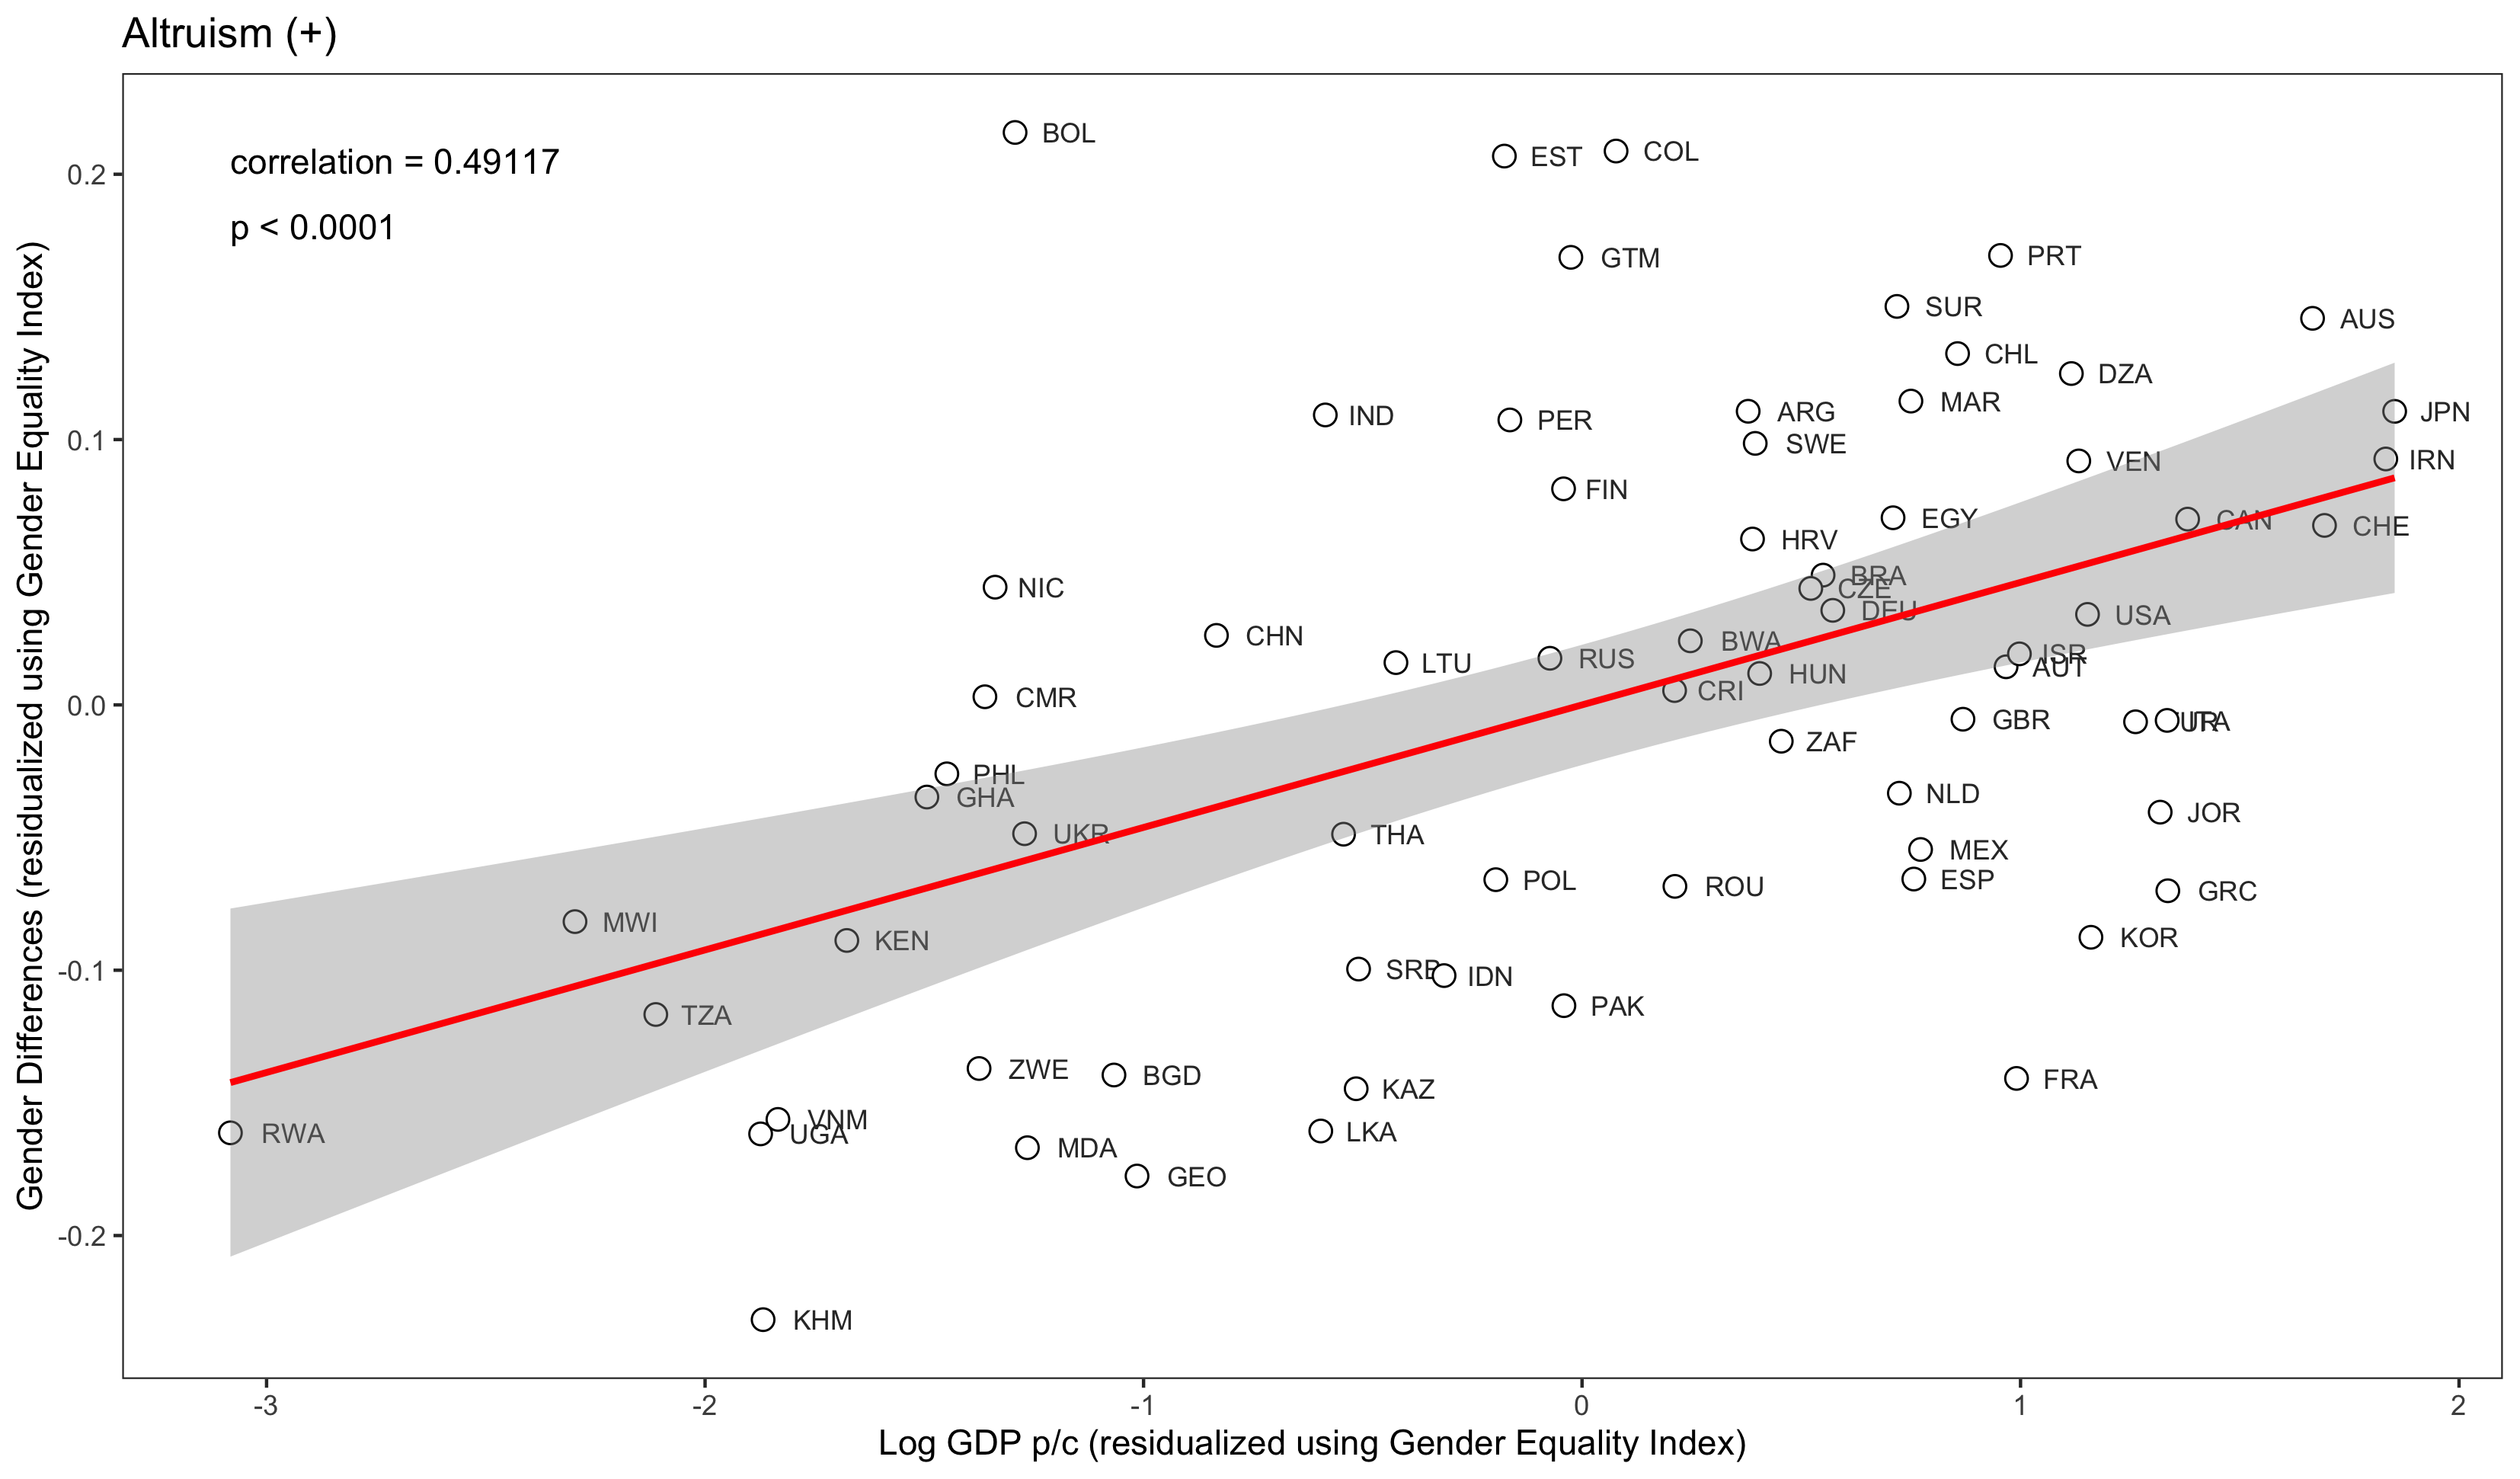 Altruism (+)
correlation = 0.49117
p < 0.0001
Gender Differences (residualized using Gender Equality Index)
0.2
0.1
0.0
-0.1
-0.2
BOL
EST
COL
GTM
PRT
SUR
AUS
CHL
DZA
MAR
IND
PER
ARG
JPN
SWE
VEN
IRN
FIN
EGY
CAN
CHE
HRV
BRA
NIC
CZE
DEU
USA
CHN
BWA
LTU
RUS
ISR
AUT
HUN
CRI
CMR
GBR
ITA
ZAF
PHL
GHA
NLD
JOR
UKR
THA
MEX
POL
ESP
ROU
GRC
MWI
KEN
KOR
SRB
IDN
PAK
TZA
ZWE
BGD
KAZ
FRA
VNM
UGA
RWA
LKA
MDA
GEO
KHM
-3
-2
-1
0
1
2
Log GDP p/c (residualized using Gender Equality Index)